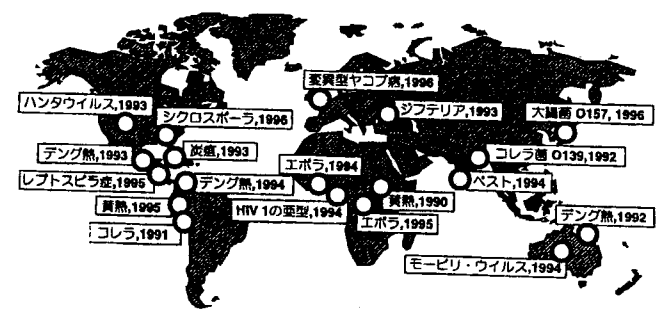 変異型ヤコブ病,1996
ハンタウイルス,1993
シクロスポーラ,1996
ジフテリア,1993
大腸菌 O157, 1996
デング熱,1993
炭疽,1993
エボラ,1994
コレラ菌 O139,1992
レプトスピラ症,1995
デング熱,1994
ペスト,1994
黄熱,1995
HIV 1の亜型,1994
黄熱,1990
デング熱,1992
コレラ,1991
エボラ,1995
モービリ・ウイルス,1994